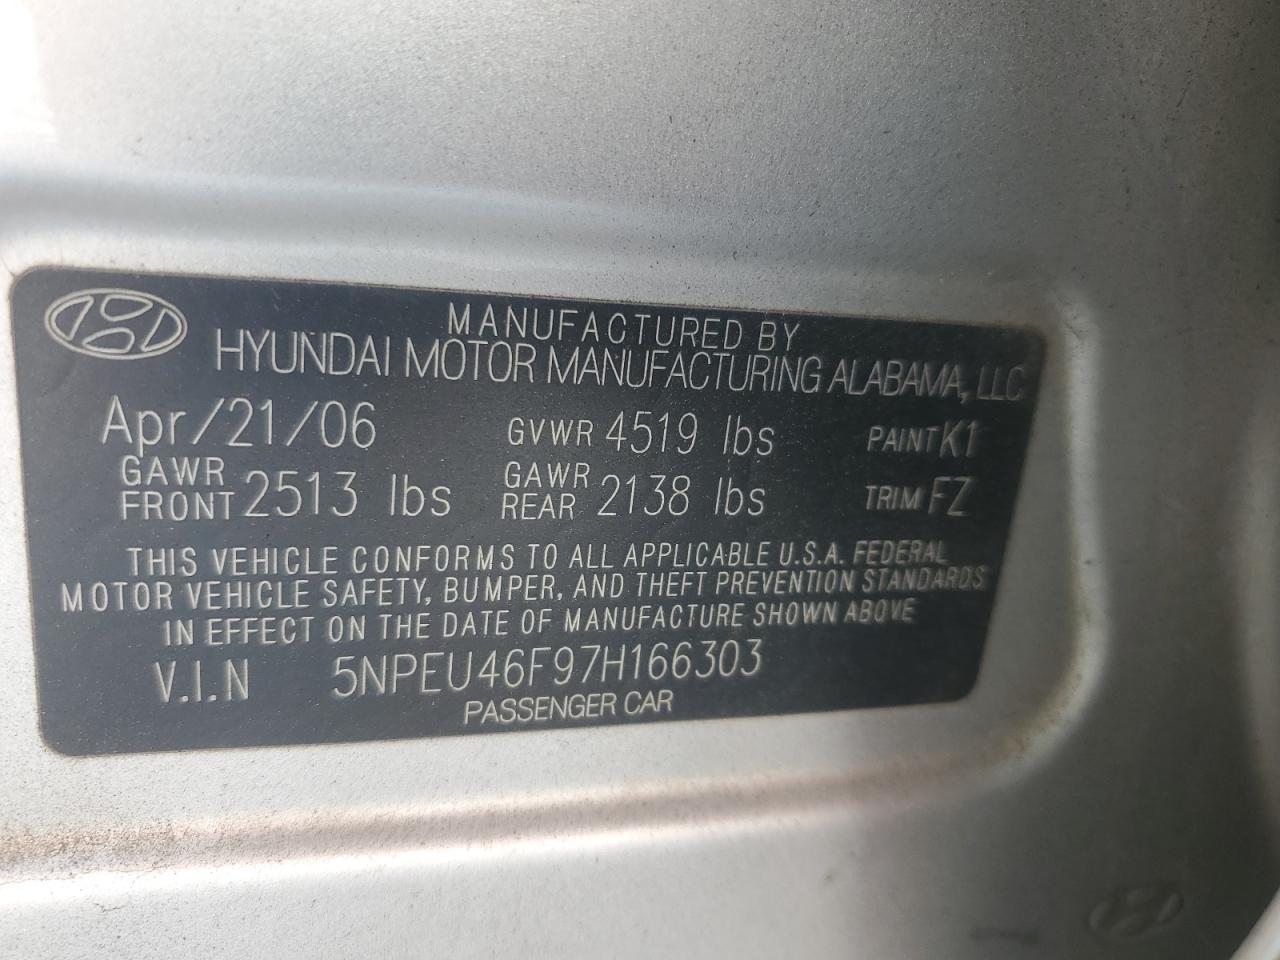 MANUFACTURED BY
HYUNDAI MOTOR MANUFACTURING ALABAMA, LLC
Apr/21/06 GVWR 4519 lbs PAINT K1
GAWR FRONT 2513 lbs GAWR REAR 2138 lbs TRIM FZ
THIS VEHICLE CONFORMS TO ALL APPLICABLE U.S.A. FEDERAL
MOTOR VEHICLE SAFETY, BUMPER, AND THEFT PREVENTION STANDARDS
IN EFFECT ON THE DATE OF MANUFACTURE SHOWN ABOVE
V.I.N 5NPEU46F97H166303
PASSENGER CAR